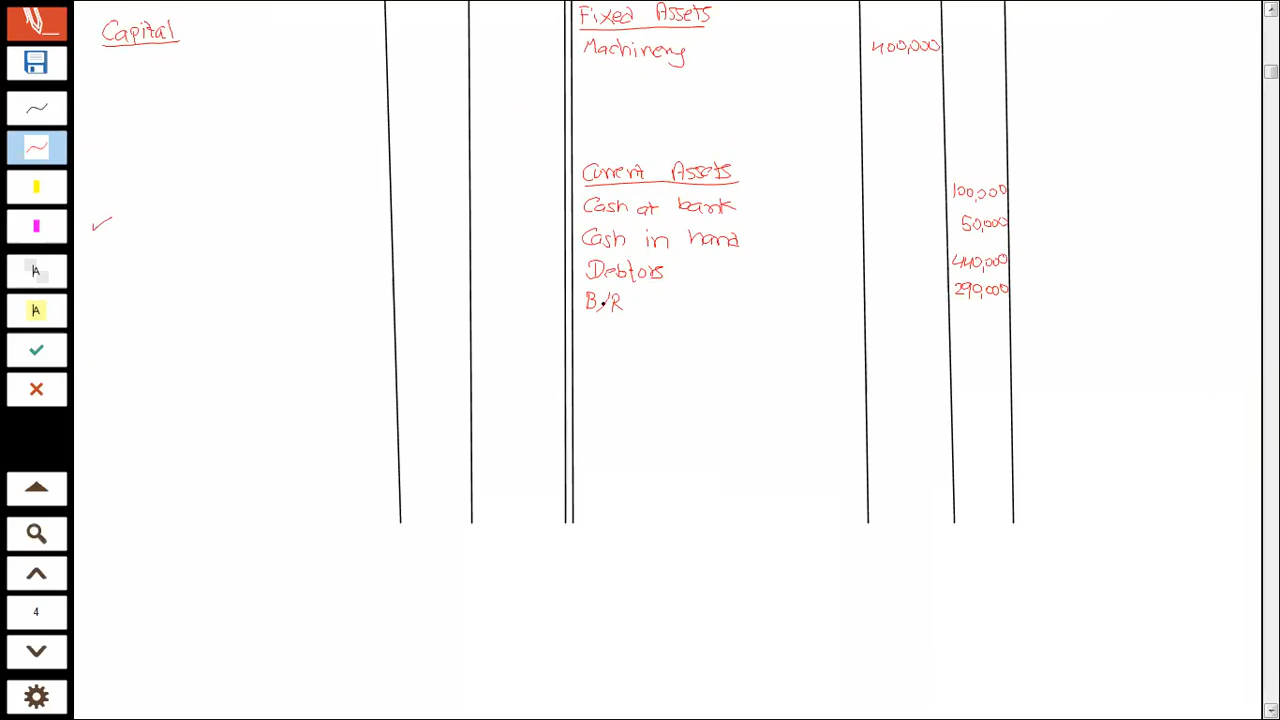 Capital
Fixed Assets
Machinery 400,000
Current Assets
Cash at bank 100,000
Cash in hand 50,000
Debtors 440,000
B/R 290,000
A
A
4